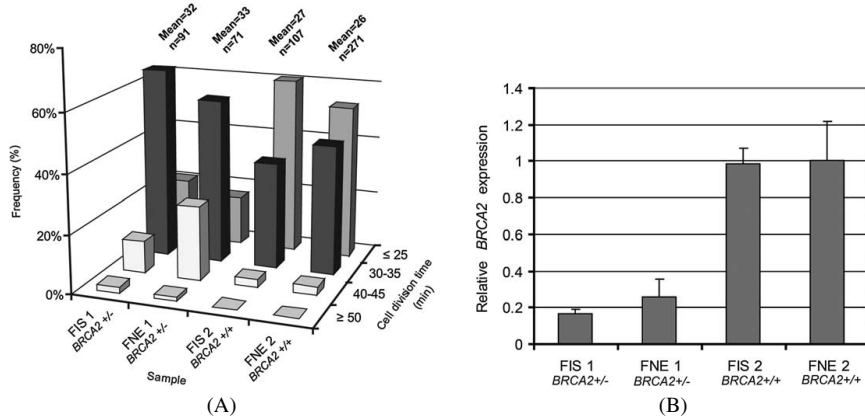 Mean=32
n=91
Mean=33
n=71
Mean=27
n=107
Mean=26
n=271
80%
60%
40%
20%
0%
Frequency (%)
≤ 25
30-35
40-45
≥ 50
Cell division time
(min)
FIS 1
BRCA2 +/-
FNE 1
BRCA2 +/-
FIS 2
BRCA2 +/+
FNE 2
BRCA2 +/+
Sample
(A)
B)
1.4
1.2
1
0.8
0.6
0.4
0.2
0
Relative BRCA2 expression
FIS 1
BRCA2+/-
FNE 1
BRCA2+/-
FIS 2
BRCA2+/+
FNE 2
BRCA2+/+
(B)
A)